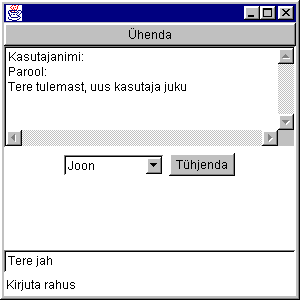 Ühenda
Kasutajanimi:
Parool:
Tere tulemast, uus kasutaja juku
Joon
Tühjenda
Tere jah
Kirjuta rahus